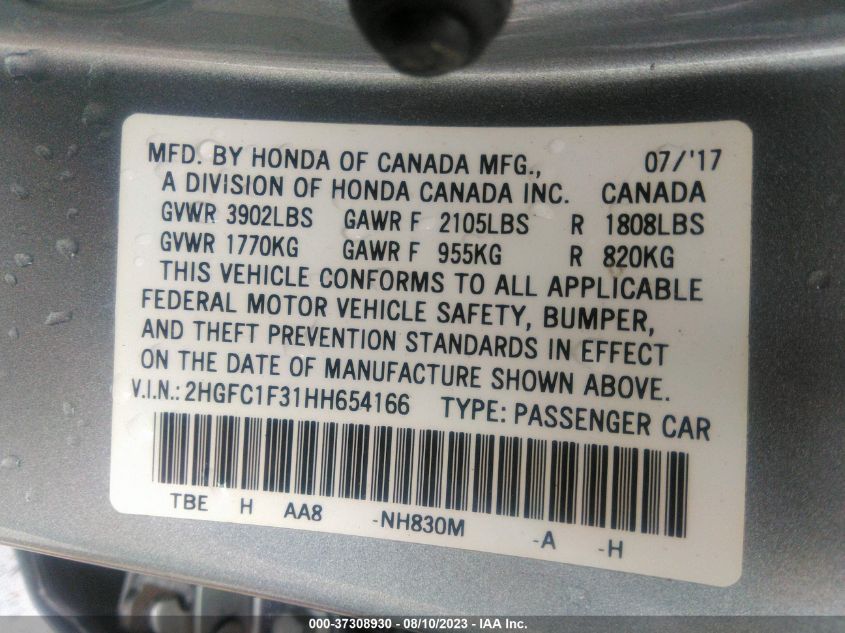 MFD. BY HONDA OF CANADA MFG., 07/'17
A DIVISION OF HONDA CANADA INC. CANADA
GVWR 3902LBS GAWR F 2105LBS R 1808LBS
GVWR 1770KG GAWR F 955KG R 820KG
THIS VEHICLE CONFORMS TO ALL APPLICABLE
FEDERAL MOTOR VEHICLE SAFETY, BUMPER,
AND THEFT PREVENTION STANDARDS IN EFFECT
ON THE DATE OF MANUFACTURE SHOWN ABOVE.
V.I.N.: 2HGFC1F31HH654166 TYPE: PASSENGER CAR
TBE H AA8 -NH830M -A -H
000-37308930 - 08/10/2023 - IAA Inc.